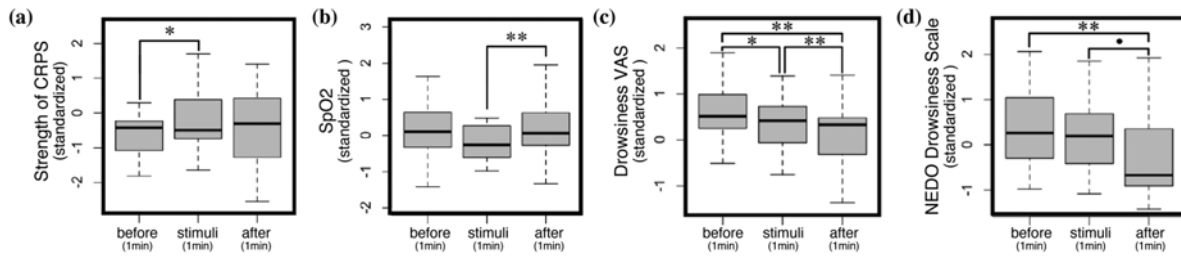 (a)
Strength of CRPS
(standardized)
2
1
0
-1
-2
*
before
(1min)
stimuli
(1min)
after
(1min)
(b)
SpO2
(standardized )
3
2
1
0
-1
-2
**
before
(1min)
stimuli
(1min)
after
(1min)
(c)
Drowsiness VAS
(standardized)
2
1
0
-1
**
*
**
before
(1min)
stimuli
(1min)
after
(1min)
(d)
NEDO Drowsiness Scale
(standardized)
2
1
0
-1
**
•
before
(1min)
stimuli
(1min)
after
(1min)